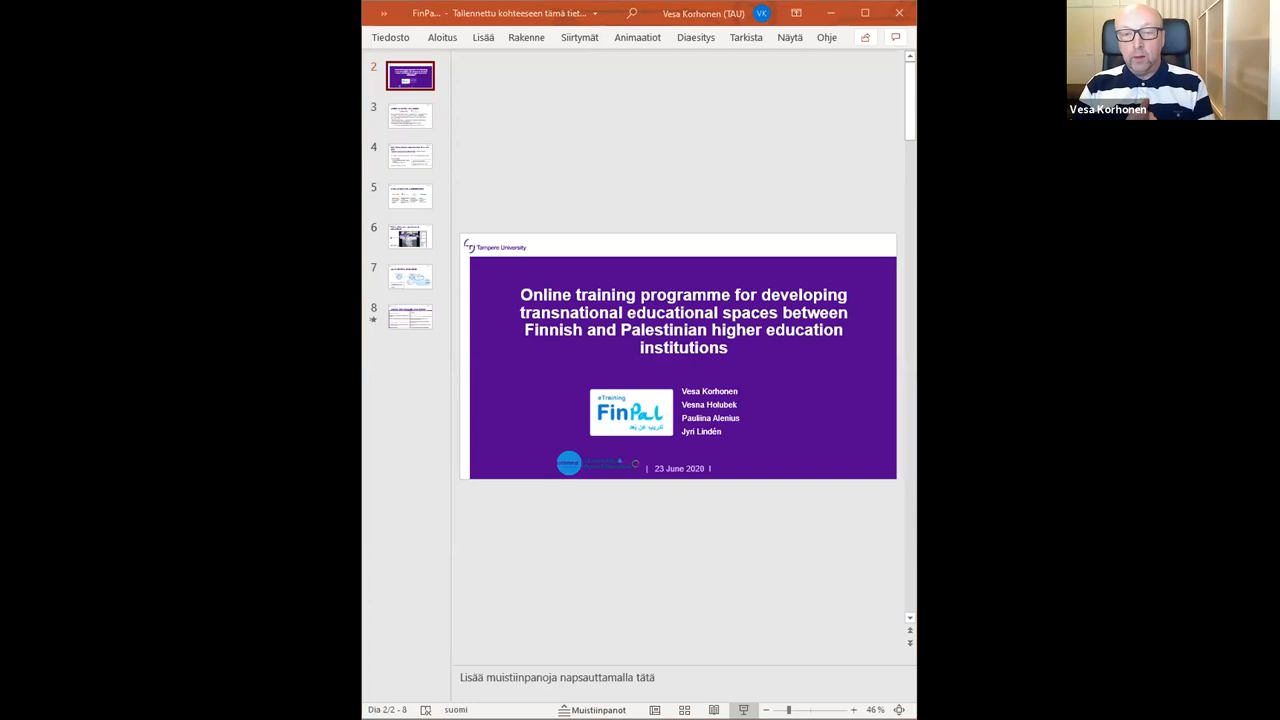 FinPa... - Tallennettu kohteeseen tämä tiet...
Vesa Korhonen (TAU)
VK
Tiedosto
Aloitus
Lisää
Rakenne
Siirtymät
Animaatiot
Diaesitys
Tarkista
Näytä
Ohje
Vesa Korhonen
2
3
4
5
6
7
8
Tampere University
Online training programme for developing
transnational educational spaces between
Finnish and Palestinian higher education
institutions
eTraining
FinPal
تدريب عن بُعد
Vesa Korhonen
Vesna Holubek
Pauliina Alenius
Jyri Lindén
| 23 June 2020 |
Lisää muistiinpanoja napsauttamalla tätä
Dia 2/2 - 8
suomi
Muistiinpanot
46 %